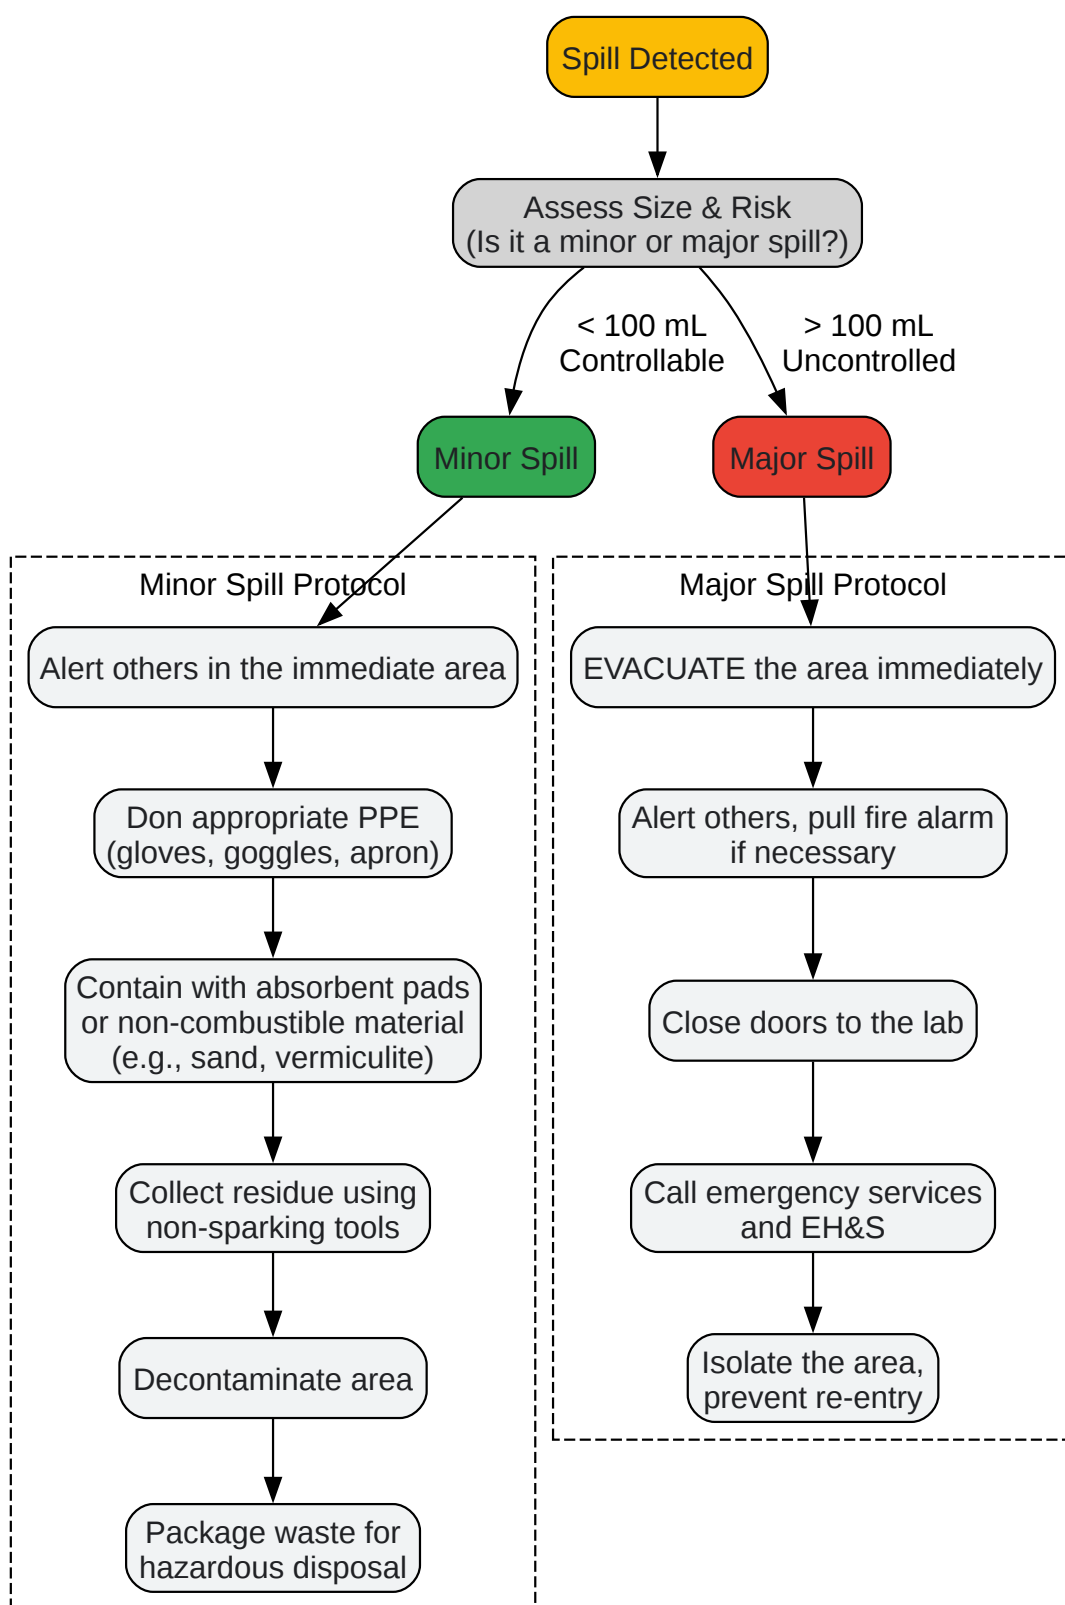 Spill Detected
Assess Size & Risk
(Is it a minor or major spill?)
< 100 mL
Controllable
> 100 mL
Uncontrolled
Minor Spill
Major Spill
Minor Spill Protocol
Alert others in the immediate area
Don appropriate PPE
(gloves, goggles, apron)
Contain with absorbent pads
or non-combustible material
(e.g., sand, vermiculite)
Collect residue using
non-sparking tools
Decontaminate area
Package waste for
hazardous disposal
Major Spill Protocol
EVACUATE the area immediately
Alert others, pull fire alarm
if necessary
Close doors to the lab
Call emergency services
and EH&S
Isolate the area,
prevent re-entry